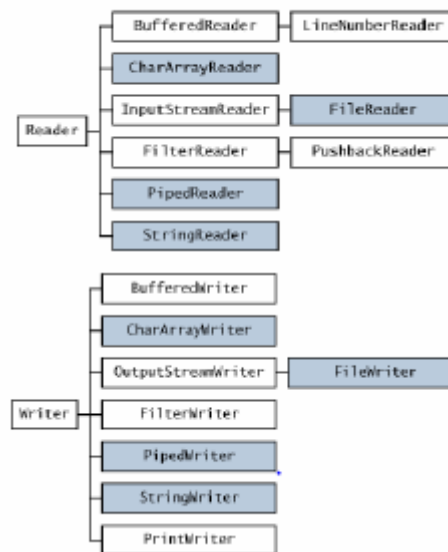 BufferedReader LineNumberReader
CharArrayReader
InputStreamReader FileReader
Reader
FilterReader PushbackReader
PipedReader
StringReader
BufferedWriter
CharArrayWriter
OutputStreamWriter FileWriter
Writer
FilterWriter
PipedWriter
StringWriter
PrintWriter